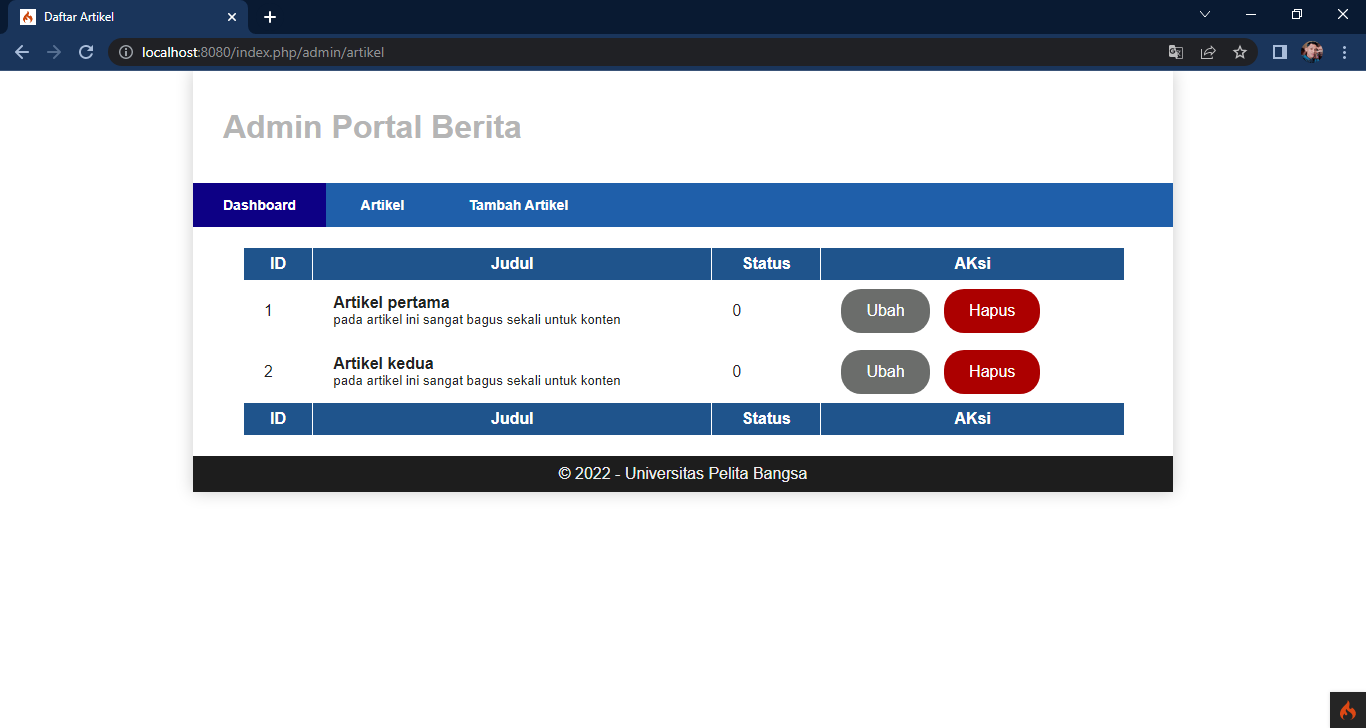 Daftar Artikel
localhost:8080/index.php/admin/artikel
Admin Portal Berita
Dashboard Artikel Tambah Artikel
ID Judul Status AKsi
1 Artikel pertama 0 Ubah Hapus
pada artikel ini sangat bagus sekali untuk konten
2 Artikel kedua 0 Ubah Hapus
pada artikel ini sangat bagus sekali untuk konten
ID Judul Status AKsi
© 2022 - Universitas Pelita Bangsa